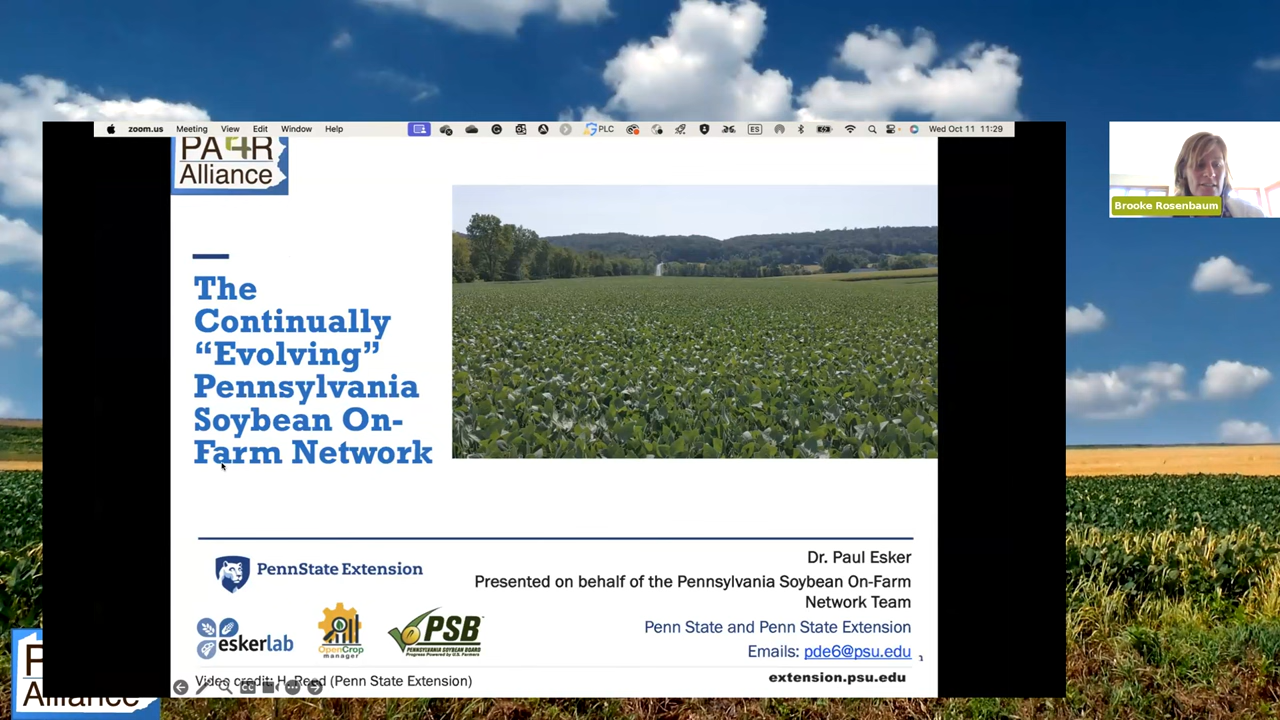 zoom.us Meeting View Edit Window Help PLC ES Wed Oct 11 11:29
PA4R
Alliance
Brooke Rosenbaum
The
Continually
“Evolving”
Pennsylvania
Soybean On-
Farm Network
PennState Extension
eskerlab
OpenCrop
manager
PSB
PENNSYLVANIA SOYBEAN BOARD
Progress Powered by U.S. Farmers
Dr. Paul Esker
Presented on behalf of the Pennsylvania Soybean On-Farm
Network Team
Penn State and Penn State Extension
Emails: pde6@psu.edu
extension.psu.edu
Video credit: H. Reed (Penn State Extension)
Alliance